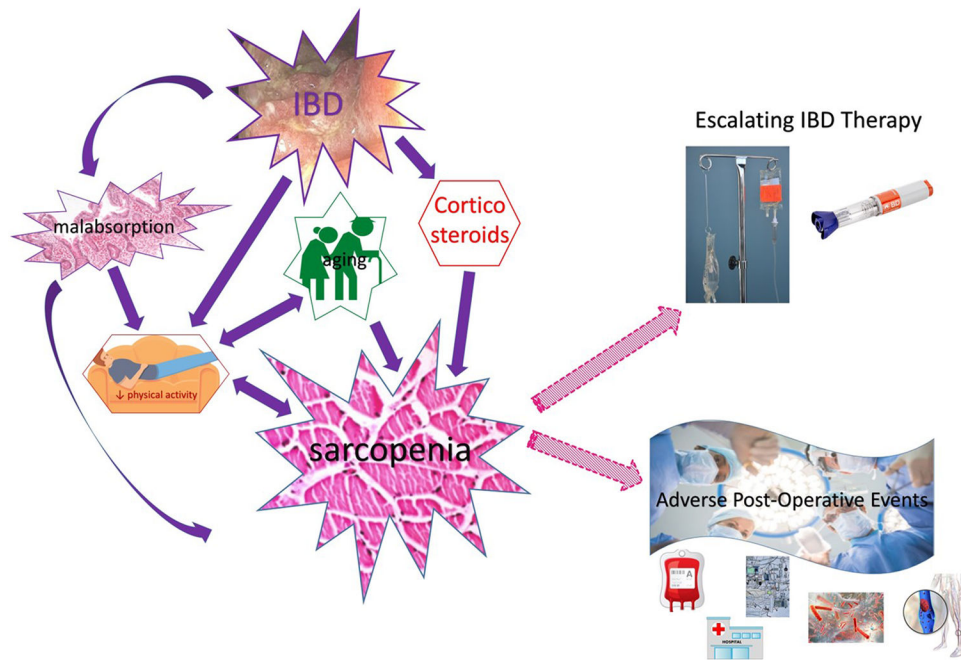 IBD
Escalating IBD Therapy
malabsorption
Cortico
steroids
aging
↓ physical activity
sarcopenia
Adverse Post-Operative Events
A
HOSPITAL